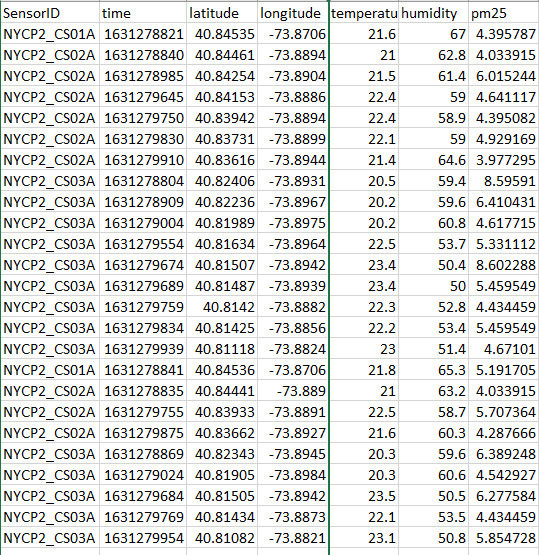 SensorID time latitude longitude temperatu humidity pm25
NYCP2_CS01A 1631278821 40.84535 -73.8706 21.6 67 4.395787
NYCP2_CS02A 1631278840 40.84461 -73.8894 21 62.8 4.033915
NYCP2_CS02A 1631278985 40.84254 -73.8904 21.5 61.4 6.015244
NYCP2_CS02A 1631279645 40.84153 -73.8886 22.4 59 4.641117
NYCP2_CS02A 1631279750 40.83942 -73.8894 22.4 58.9 4.395082
NYCP2_CS02A 1631279830 40.83731 -73.8899 22.1 59 4.929169
NYCP2_CS02A 1631279910 40.83616 -73.8944 21.4 64.6 3.977295
NYCP2_CS03A 1631278804 40.82406 -73.8931 20.5 59.4 8.59591
NYCP2_CS03A 1631278909 40.82236 -73.8967 20.2 59.6 6.410431
NYCP2_CS03A 1631279004 40.81989 -73.8975 20.2 60.8 4.617715
NYCP2_CS03A 1631279554 40.81634 -73.8964 22.5 53.7 5.331112
NYCP2_CS03A 1631279674 40.81507 -73.8942 23.4 50.4 8.602288
NYCP2_CS03A 1631279689 40.81487 -73.8939 23.4 50 5.459549
NYCP2_CS03A 1631279759 40.8142 -73.8882 22.3 52.8 4.434459
NYCP2_CS03A 1631279834 40.81425 -73.8856 22.2 53.4 5.459549
NYCP2_CS03A 1631279939 40.81118 -73.8824 23 51.4 4.67101
NYCP2_CS01A 1631278841 40.84536 -73.8706 21.8 65.3 5.191705
NYCP2_CS02A 1631278835 40.84441 -73.889 21 63.2 4.033915
NYCP2_CS02A 1631279755 40.83933 -73.8891 22.5 58.7 5.707364
NYCP2_CS02A 1631279875 40.83662 -73.8927 21.6 60.3 4.287666
NYCP2_CS03A 1631278869 40.82343 -73.8945 20.3 59.6 6.389248
NYCP2_CS03A 1631279024 40.81905 -73.8984 20.3 60.6 4.542927
NYCP2_CS03A 1631279684 40.81505 -73.8942 23.5 50.5 6.277584
NYCP2_CS03A 1631279769 40.81434 -73.8873 22.1 53.5 4.434459
NYCP2_CS03A 1631279954 40.81082 -73.8821 23.1 50.8 5.854728